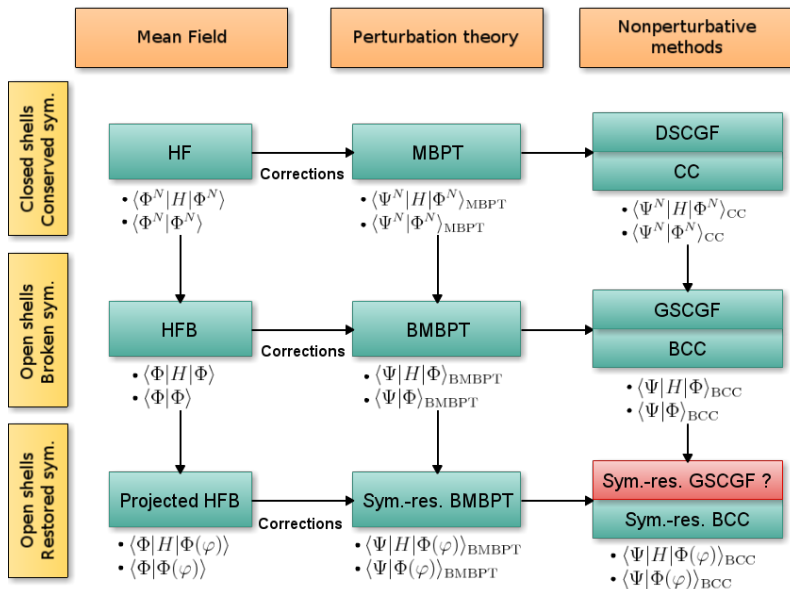 Mean Field
Perturbation theory
Nonperturbative
methods
Closed shells
Conserved sym.
HF
Corrections
MBPT
DSCGF
CC
• ⟨Φ^N|H|Φ^N⟩
• ⟨Φ^N|Φ^N⟩
• ⟨Ψ^N|H|Φ^N⟩_MBPT
• ⟨Ψ^N|Φ^N⟩_MBPT
• ⟨Ψ^N|H|Φ^N⟩_CC
• ⟨Ψ^N|Φ^N⟩_CC
Open shells
Broken sym.
HFB
Corrections
BMBPT
GSCGF
BCC
• ⟨Φ|H|Φ⟩
• ⟨Φ|Φ⟩
• ⟨Ψ|H|Φ⟩_BMBPT
• ⟨Ψ|Φ⟩_BMBPT
• ⟨Ψ|H|Φ⟩_BCC
• ⟨Ψ|Φ⟩_BCC
Open shells
Restored sym.
Projected HFB
Corrections
Sym.-res. BMBPT
Sym.-res. GSCGF ?
Sym.-res. BCC
• ⟨Φ|H|Φ(φ)⟩
• ⟨Φ|Φ(φ)⟩
• ⟨Ψ|H|Φ(φ)⟩_BMBPT
• ⟨Ψ|Φ(φ)⟩_BMBPT
• ⟨Ψ|H|Φ(φ)⟩_BCC
• ⟨Ψ|Φ(φ)⟩_BCC